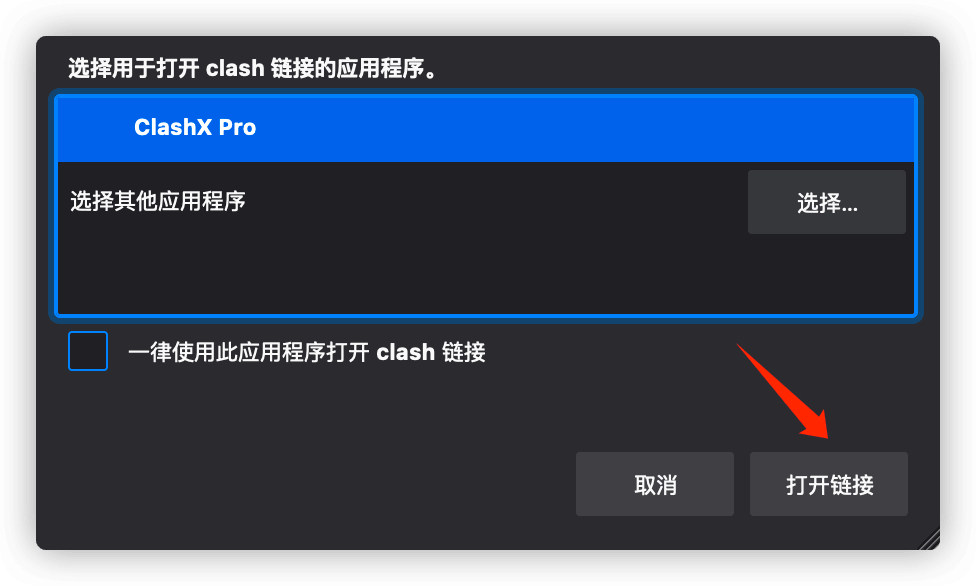 选择用于打开 clash 链接的应用程序。
ClashX Pro
选择其他应用程序
选择...
一律使用此应用程序打开 clash 链接
取消
打开链接